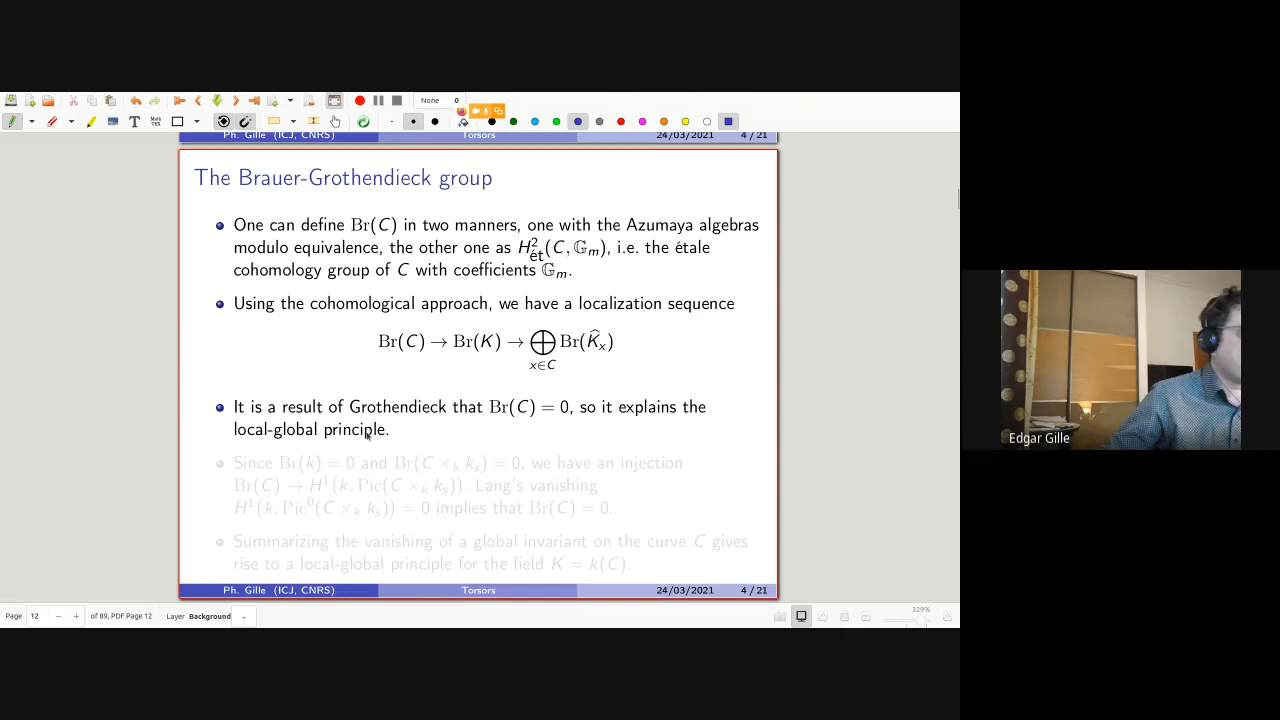 None 0
Ph. Gille (ICJ, CNRS) Torsors 24/03/2021 4 / 21
The Brauer-Grothendieck group
One can define Br(C) in two manners, one with the Azumaya algebras
modulo equivalence, the other one as H²ét(C, 𝔾m), i.e. the étale
cohomology group of C with coefficients 𝔾m.
Using the cohomological approach, we have a localization sequence
Br(C) → Br(K) → ⨁x∈C Br(K̂x)
It is a result of Grothendieck that Br(C) = 0, so it explains the
local-global principle.
Since Br(k) = 0 and Br(C ×k ks) = 0, we have an injection
Br(C) → H¹(k, Pic(C ×k ks)). Lang's vanishing
H¹(k, Pic⁰(C ×k ks)) = 0 implies that Br(C) = 0.
Summarizing the vanishing of a global invariant on the curve C gives
rise to a local-global principle for the field K = k(C).
Ph. Gille (ICJ, CNRS) Torsors 24/03/2021 4 / 21
Page 12 of 89, PDF Page 12 Layer Background 329%
Edgar Gille